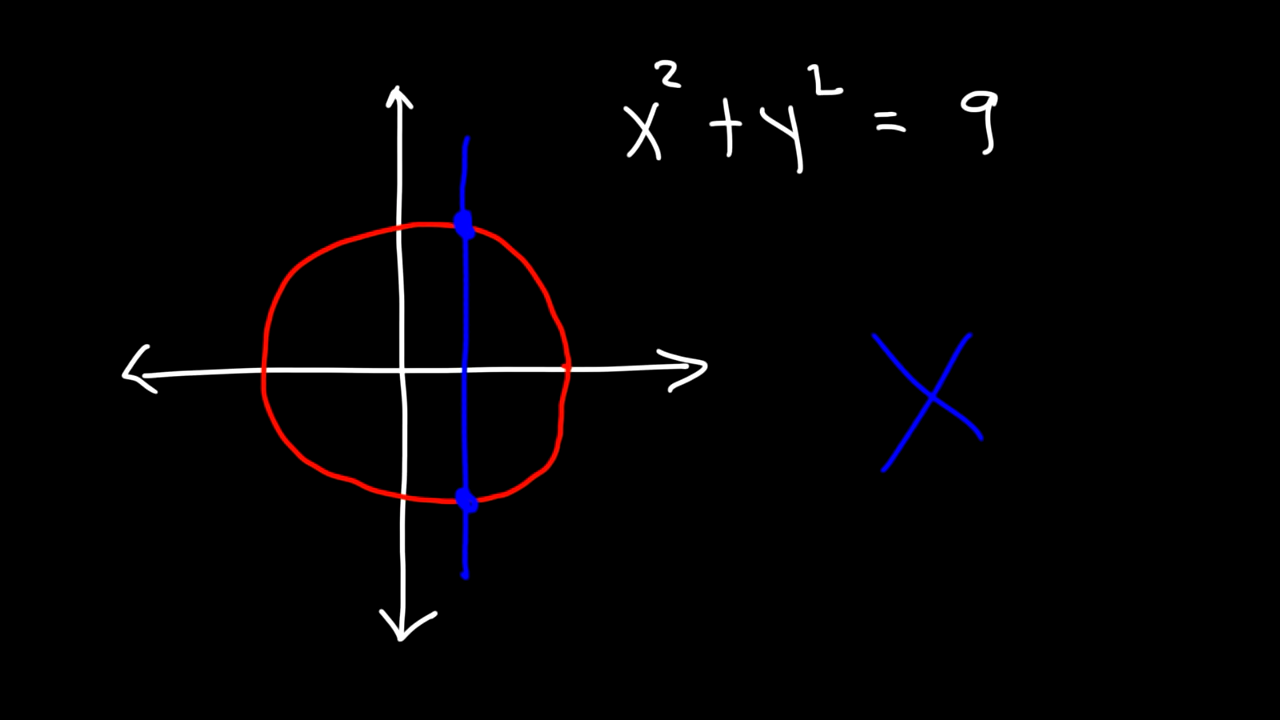 x² + y² = 9